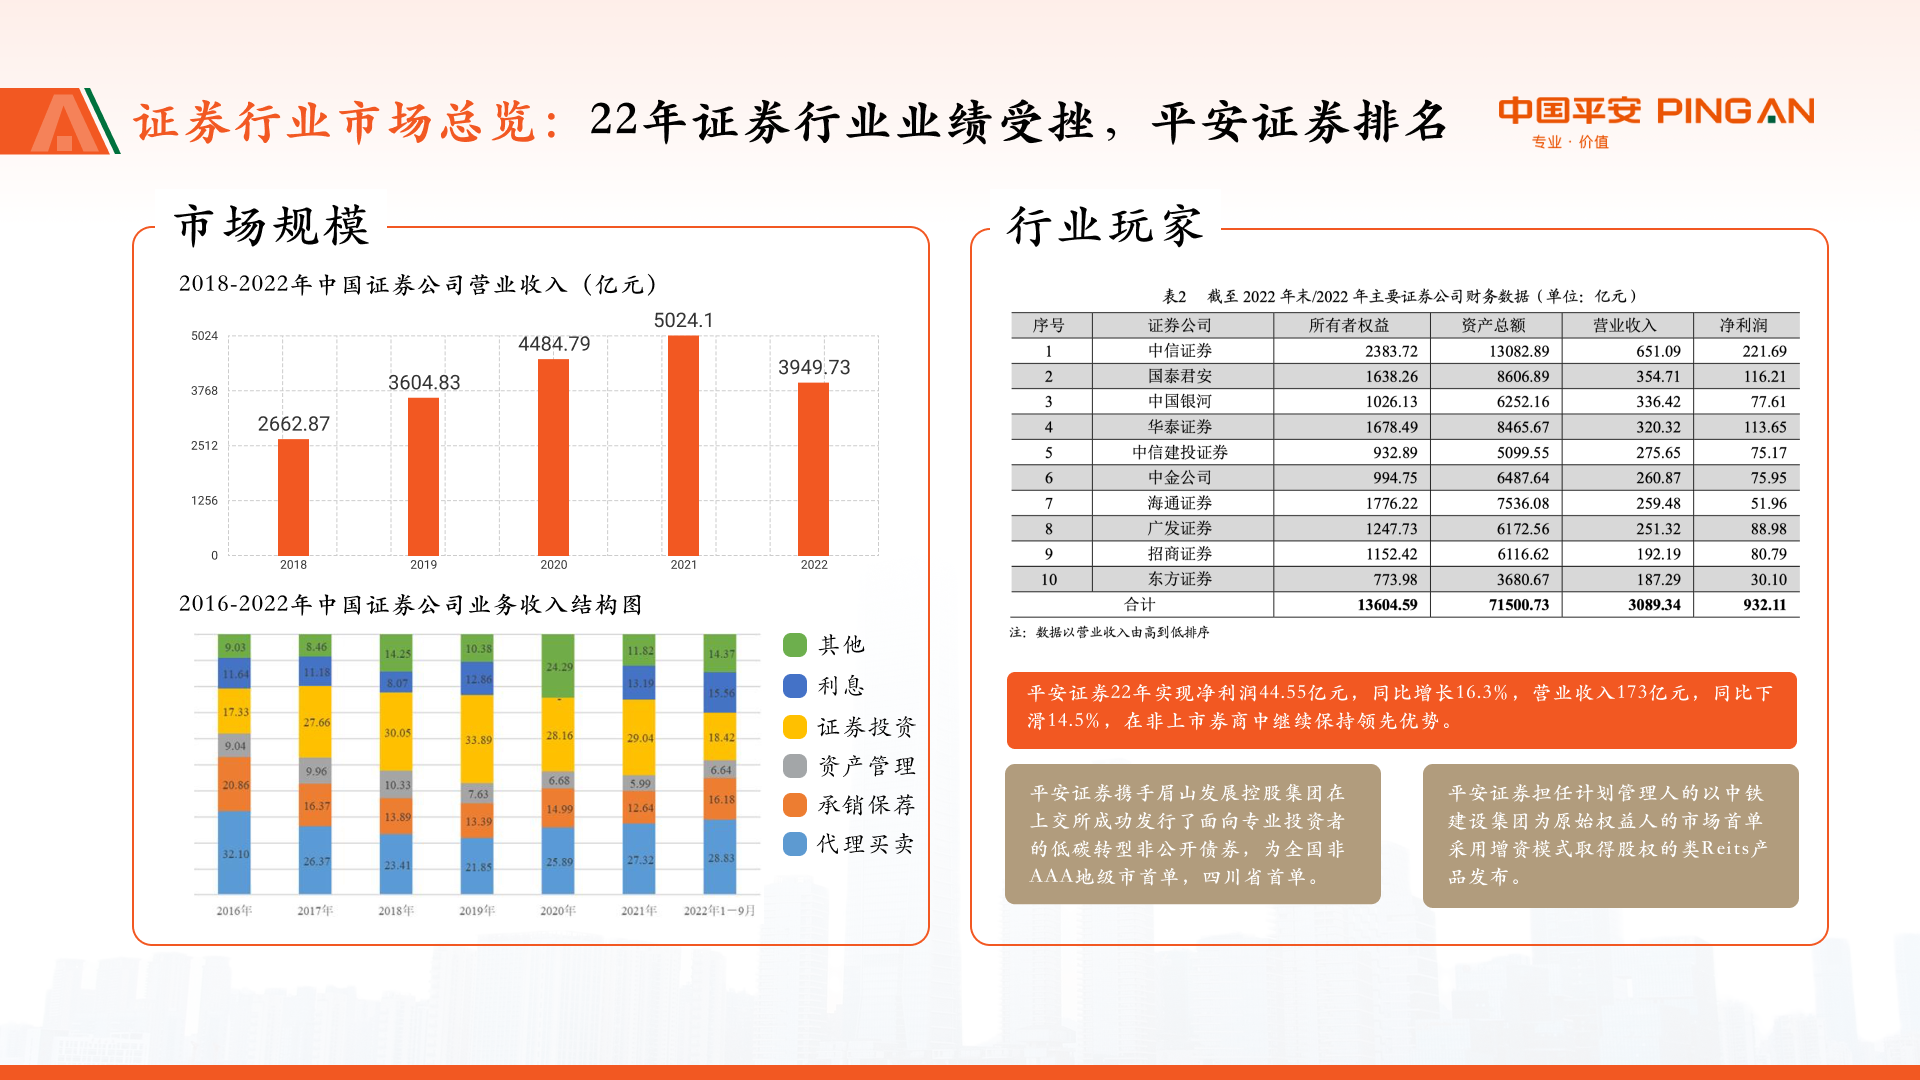 证券行业市场总览：22年证券行业业绩受挫，平安证券排名
中国平安 PING AN
专业·价值
市场规模
2018-2022年中国证券公司营业收入（亿元）
5024
3768
2512
1256
0
2662.87
3604.83
4484.79
5024.1
3949.73
2018 2019 2020 2021 2022
2016-2022年中国证券公司业务收入结构图
9.03 8.46 14.25 10.38 24.29 11.82 14.37
11.64 11.18 8.07 12.86 13.19 15.56
17.33 27.66 30.05 33.89 28.16 29.04 18.42
9.04 9.96 10.33 7.63 6.68 5.99 6.64
20.86 16.37 13.89 13.39 14.99 12.64 16.18
32.10 26.37 23.41 21.85 25.89 27.32 28.83
2016年 2017年 2018年 2019年 2020年 2021年 2022年1－9月
其他
利息
证券投资
资产管理
承销保荐
代理买卖
行业玩家
表2 截至 2022 年末/2022 年主要证券公司财务数据（单位：亿元）
序号 证券公司 所有者权益 资产总额 营业收入 净利润
1 中信证券 2383.72 13082.89 651.09 221.69
2 国泰君安 1638.26 8606.89 354.71 116.21
3 中国银河 1026.13 6252.16 336.42 77.61
4 华泰证券 1678.49 8465.67 320.32 113.65
5 中信建投证券 932.89 5099.55 275.65 75.17
6 中金公司 994.75 6487.64 260.87 75.95
7 海通证券 1776.22 7536.08 259.48 51.96
8 广发证券 1247.73 6172.56 251.32 88.98
9 招商证券 1152.42 6116.62 192.19 80.79
10 东方证券 773.98 3680.67 187.29 30.10
合计 13604.59 71500.73 3089.34 932.11
注：数据以营业收入由高到低排序
平安证券22年实现净利润44.55亿元，同比增长16.3%，营业收入173亿元，同比下
滑14.5%，在非上市券商中继续保持领先优势。
平安证券携手眉山发展控股集团在
上交所成功发行了面向专业投资者
的低碳转型非公开债券，为全国非
AAA地级市首单，四川省首单。
平安证券担任计划管理人的以中铁
建设集团为原始权益人的市场首单
采用增资模式取得股权的类Reits产
品发布。